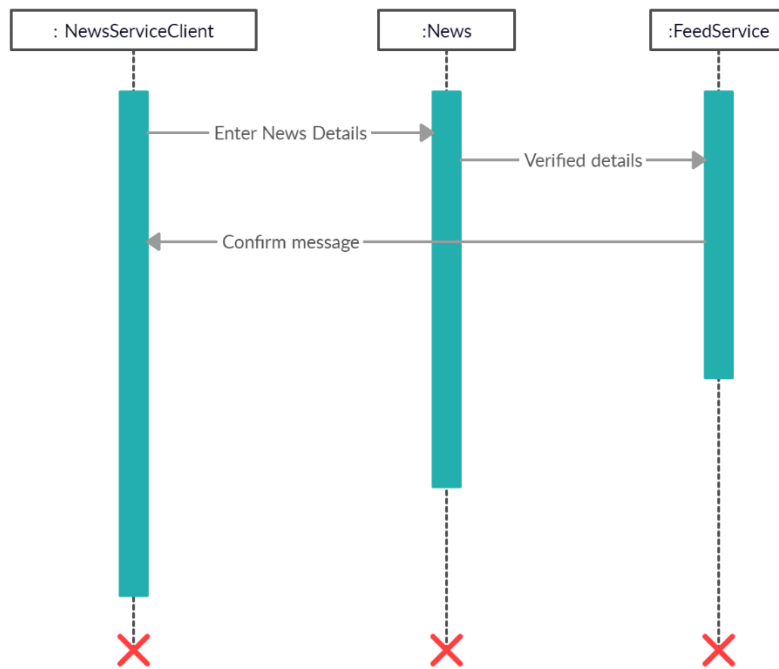 : NewsServiceClient
:News
:FeedService
Enter News Details
Verified details
Confirm message